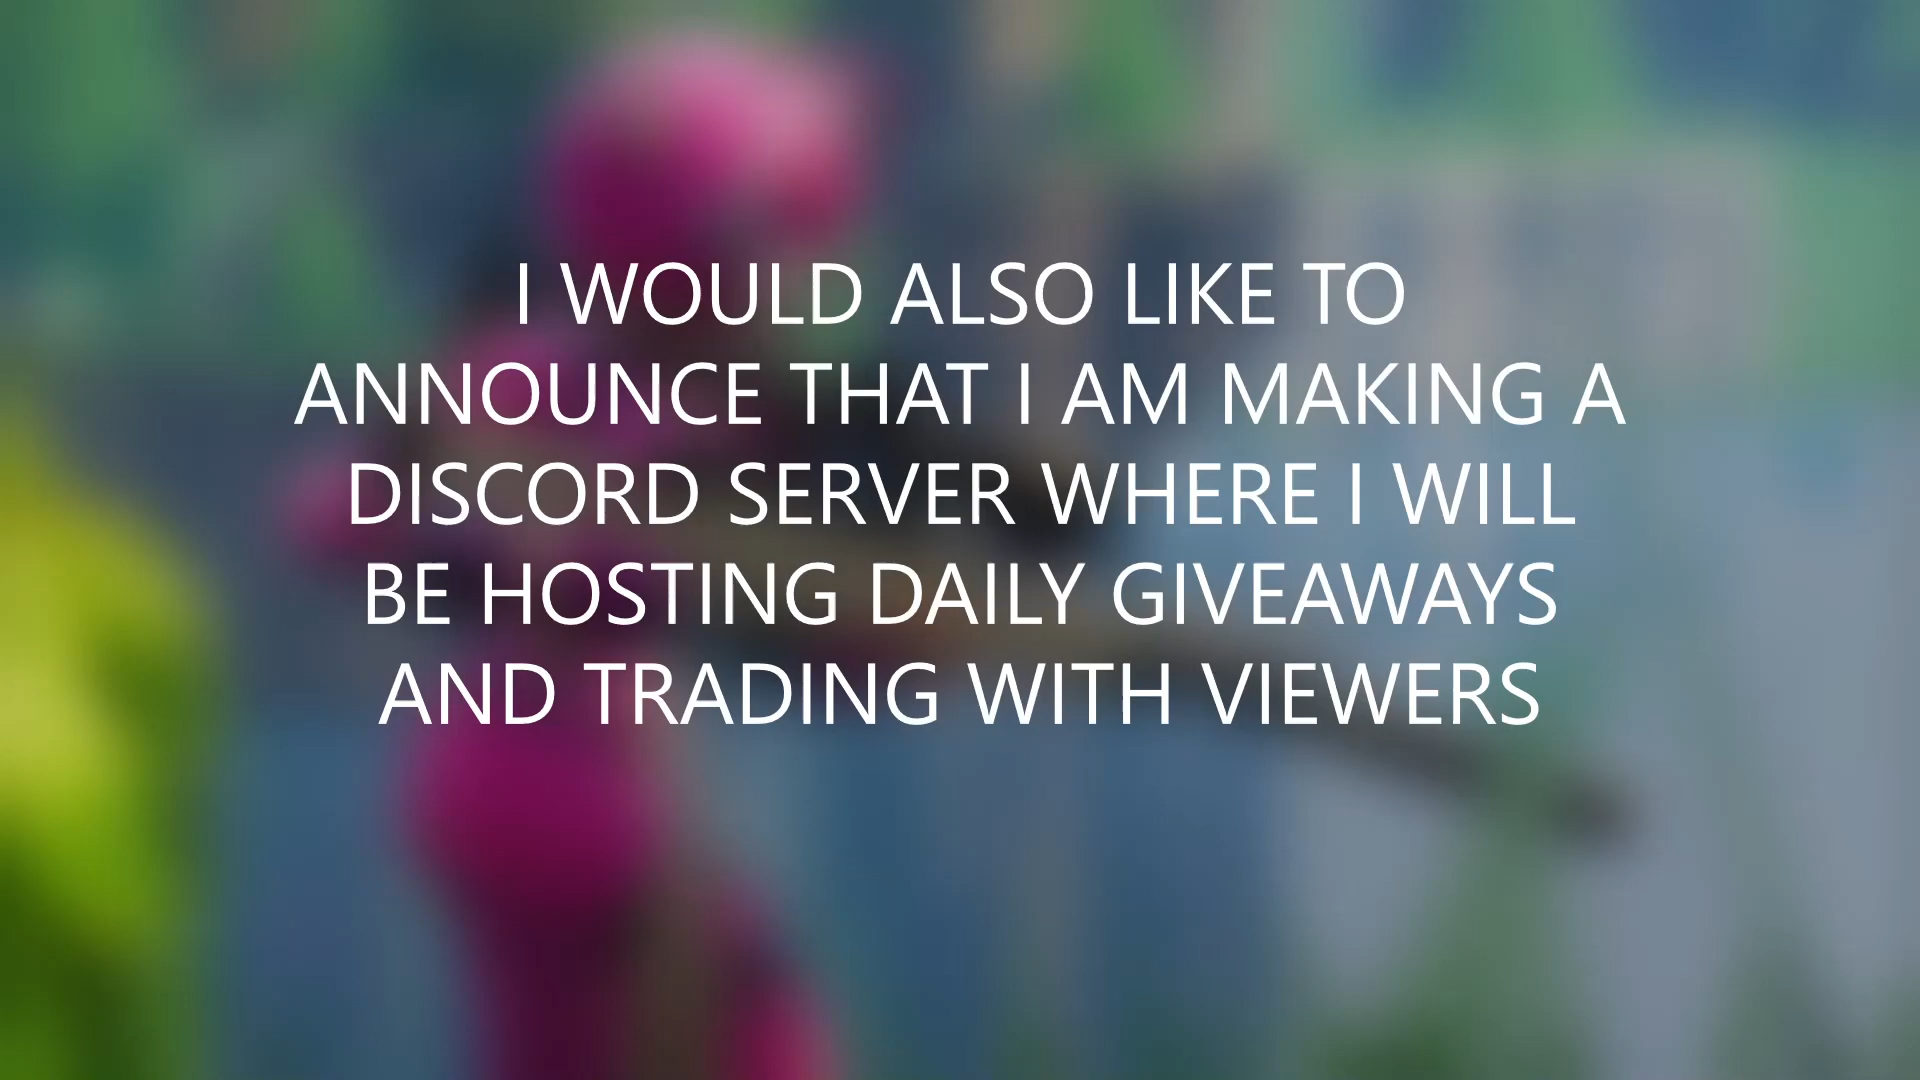 I WOULD ALSO LIKE TO
ANNOUNCE THAT I AM MAKING A
DISCORD SERVER WHERE I WILL
BE HOSTING DAILY GIVEAWAYS
AND TRADING WITH VIEWERS